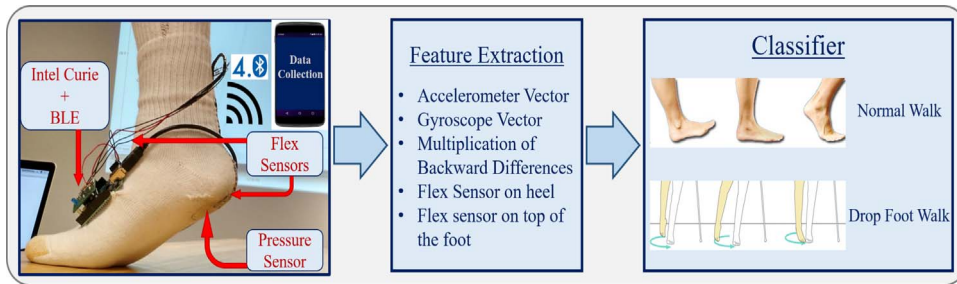 Intel Curie
+
BLE
4.0
Data
Collection
Flex
Sensors
Pressure
Sensor
Feature Extraction
• Accelerometer Vector
• Gyroscope Vector
• Multiplication of
Backward Differences
• Flex Sensor on heel
• Flex sensor on top of
the foot
Classifier
Normal Walk
Drop Foot Walk